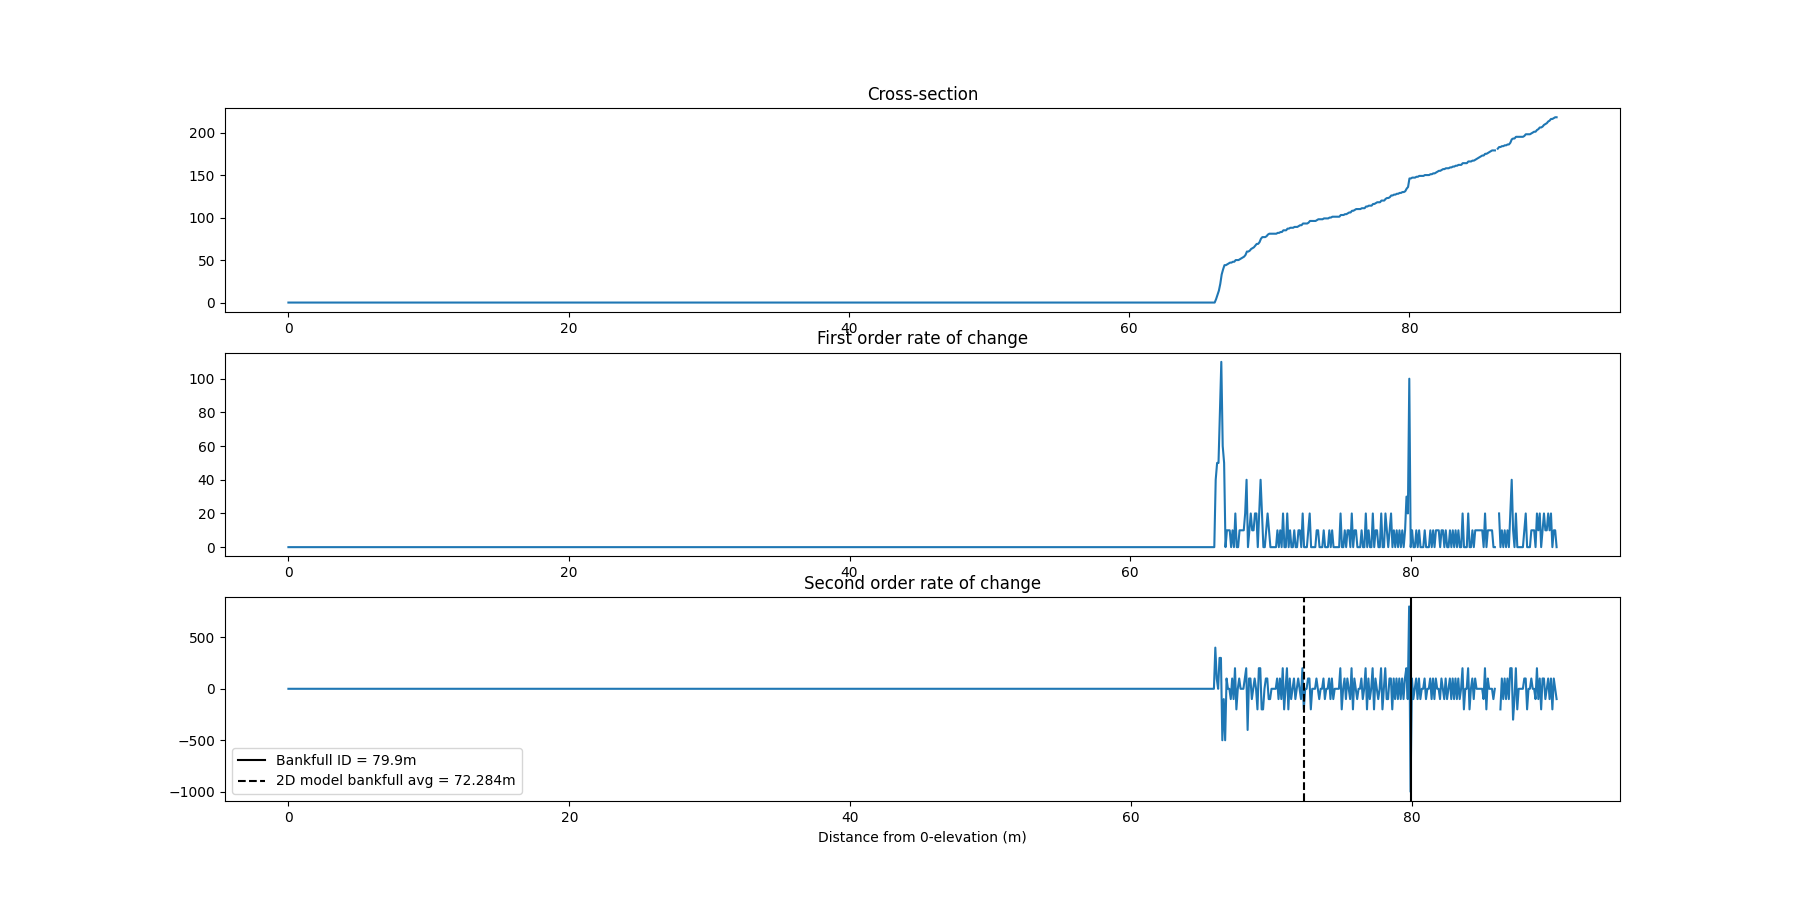 Cross-section
200
150
100
50
0
0 20 40 60 80
First order rate of change
100
80
60
40
20
0
0 20 40 60 80
Second order rate of change
500
0
−500
−1000
Bankfull ID = 79.9m
2D model bankfull avg = 72.284m
0 20 40 60 80
Distance from 0-elevation (m)